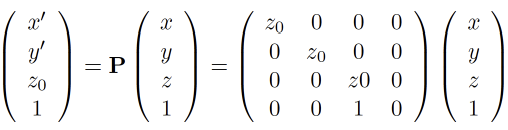 ( x′ )       ( x )   ( z₀ 0 0 0 ) ( x )
( y′ )       ( y )   ( 0 z₀ 0 0 ) ( y )
( z₀ ) = P ( z ) = ( 0 0 z0 0 ) ( z )
( 1 )       ( 1 )   ( 0 0 1 0 ) ( 1 )